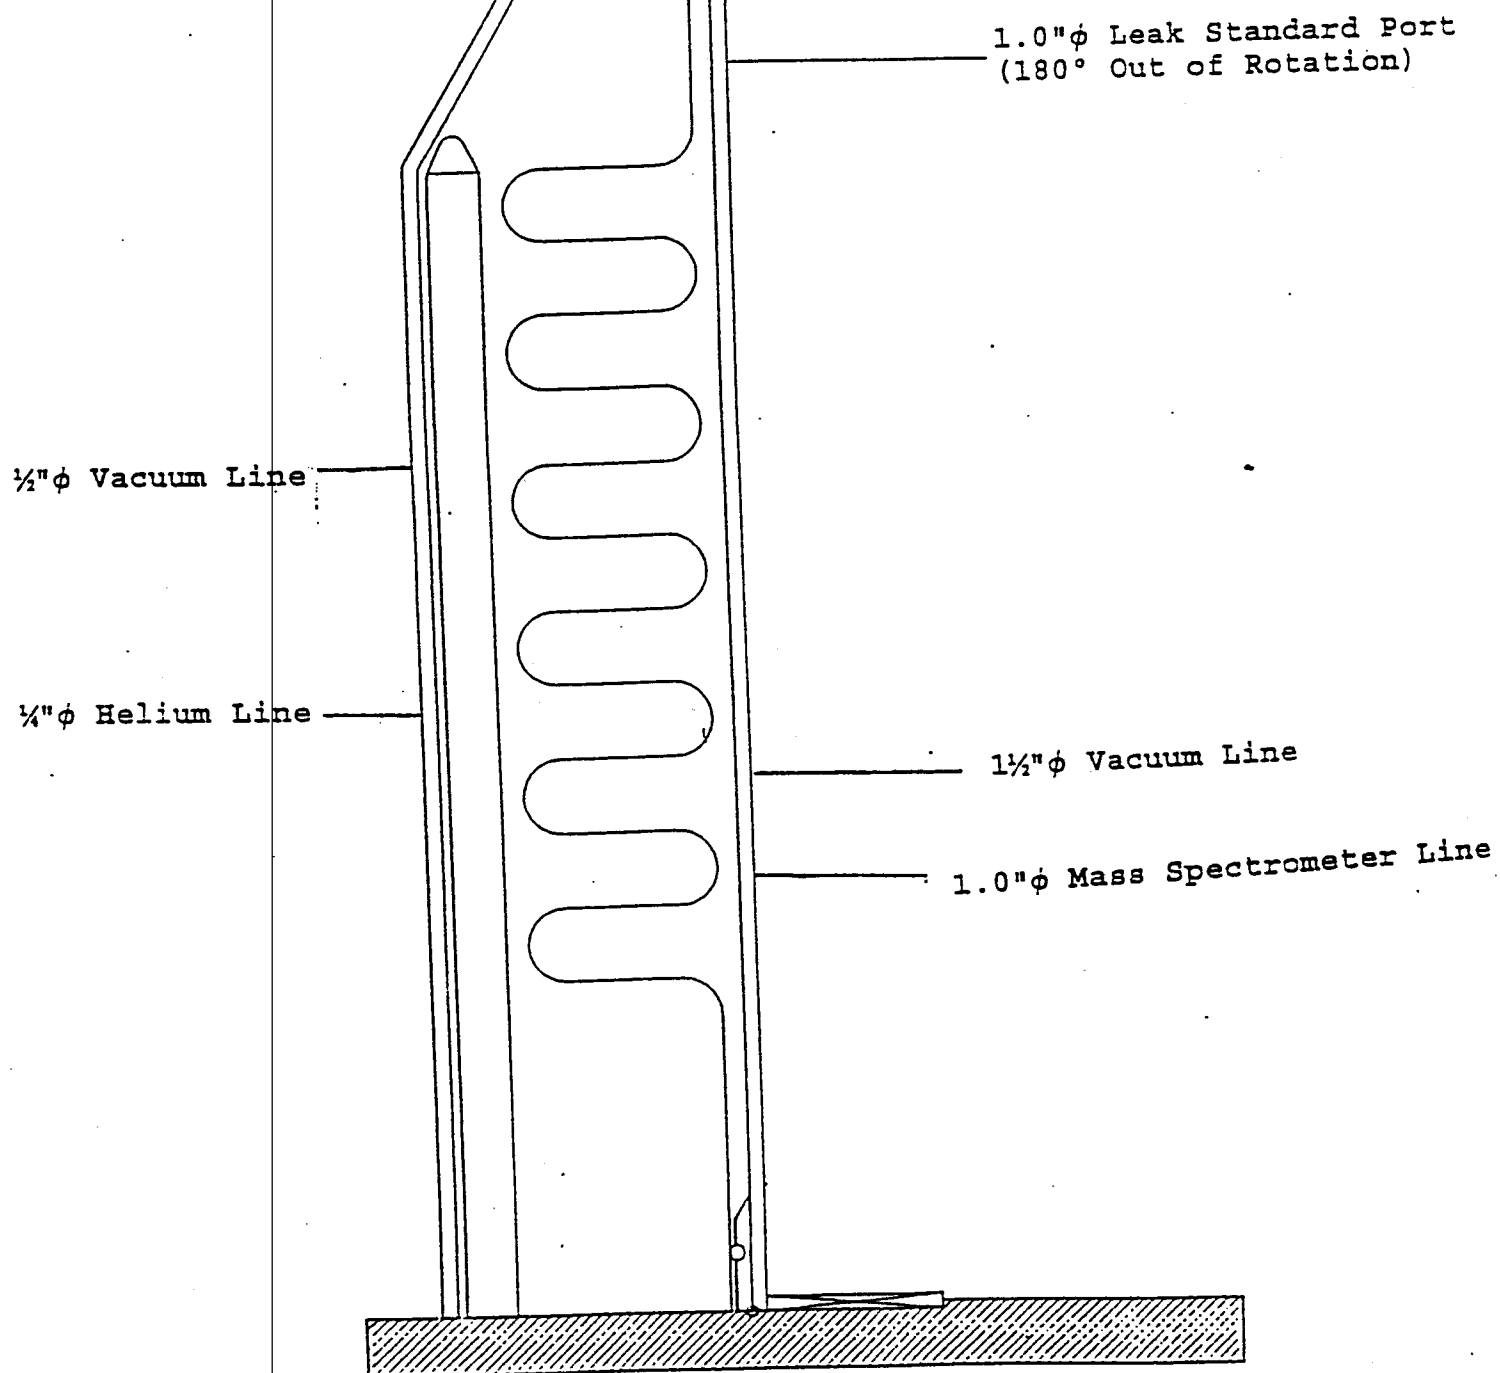 1.0"φ Leak Standard Port
(180° Out of Rotation)
½"φ Vacuum Line
¼"φ Helium Line
1½"φ Vacuum Line
1.0"φ Mass Spectrometer Line